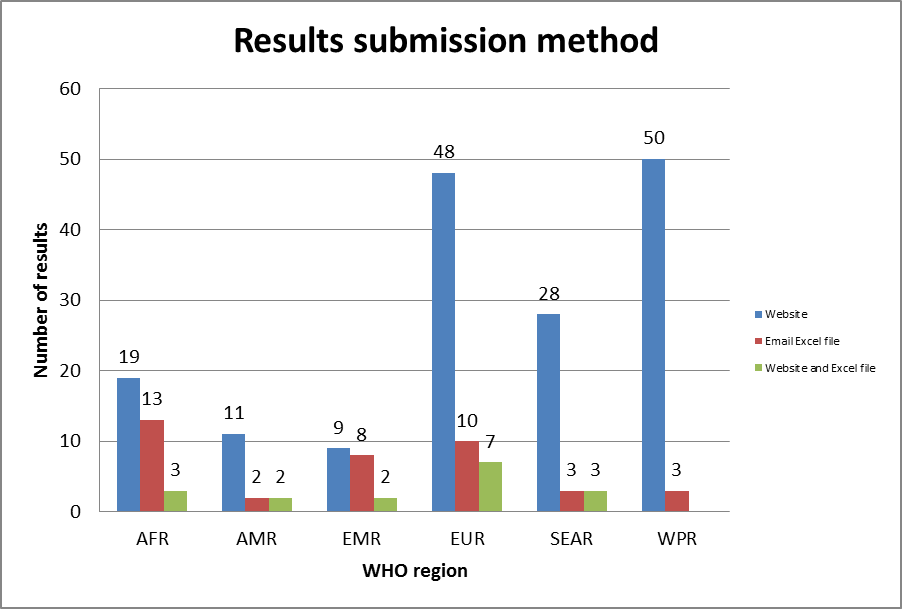 Results submission method
Number of results
60
50
40
30
20
10
0
19
13
3
11
2
2
9
8
2
48
10
7
28
3
3
50
3
AFR
AMR
EMR
EUR
SEAR
WPR
WHO region
Website
Email Excel file
Website and Excel file